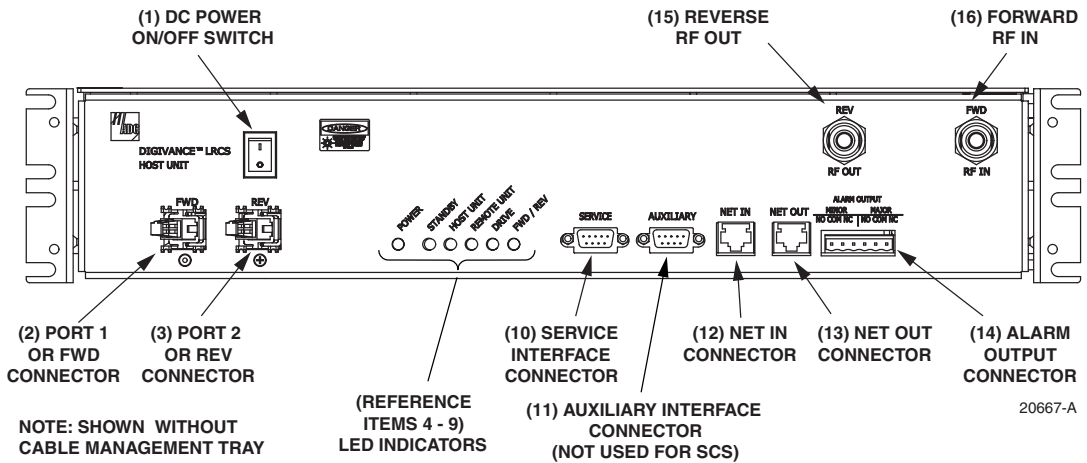 (1) DC POWER
ON/OFF SWITCH
(15) REVERSE
RF OUT
(16) FORWARD
RF IN
ADC
DIGIVANCE™ LRCS
HOST UNIT
DANGER
REV
RF OUT
FWD
RF IN
FWD
REV
POWER
STANDBY
HOST UNIT
REMOTE UNIT
DRIVE
FWD / REV
SERVICE
AUXILIARY
NET IN
NET OUT
ALARM OUTPUT
MINOR MAJOR
NO COM NC NO COM NC
(2) PORT 1
OR FWD
CONNECTOR
(3) PORT 2
OR REV
CONNECTOR
(REFERENCE
ITEMS 4 - 9)
LED INDICATORS
(10) SERVICE
INTERFACE
CONNECTOR
(11) AUXILIARY INTERFACE
CONNECTOR
(NOT USED FOR SCS)
(12) NET IN
CONNECTOR
(13) NET OUT
CONNECTOR
(14) ALARM
OUTPUT
CONNECTOR
20667-A
NOTE: SHOWN WITHOUT
CABLE MANAGEMENT TRAY